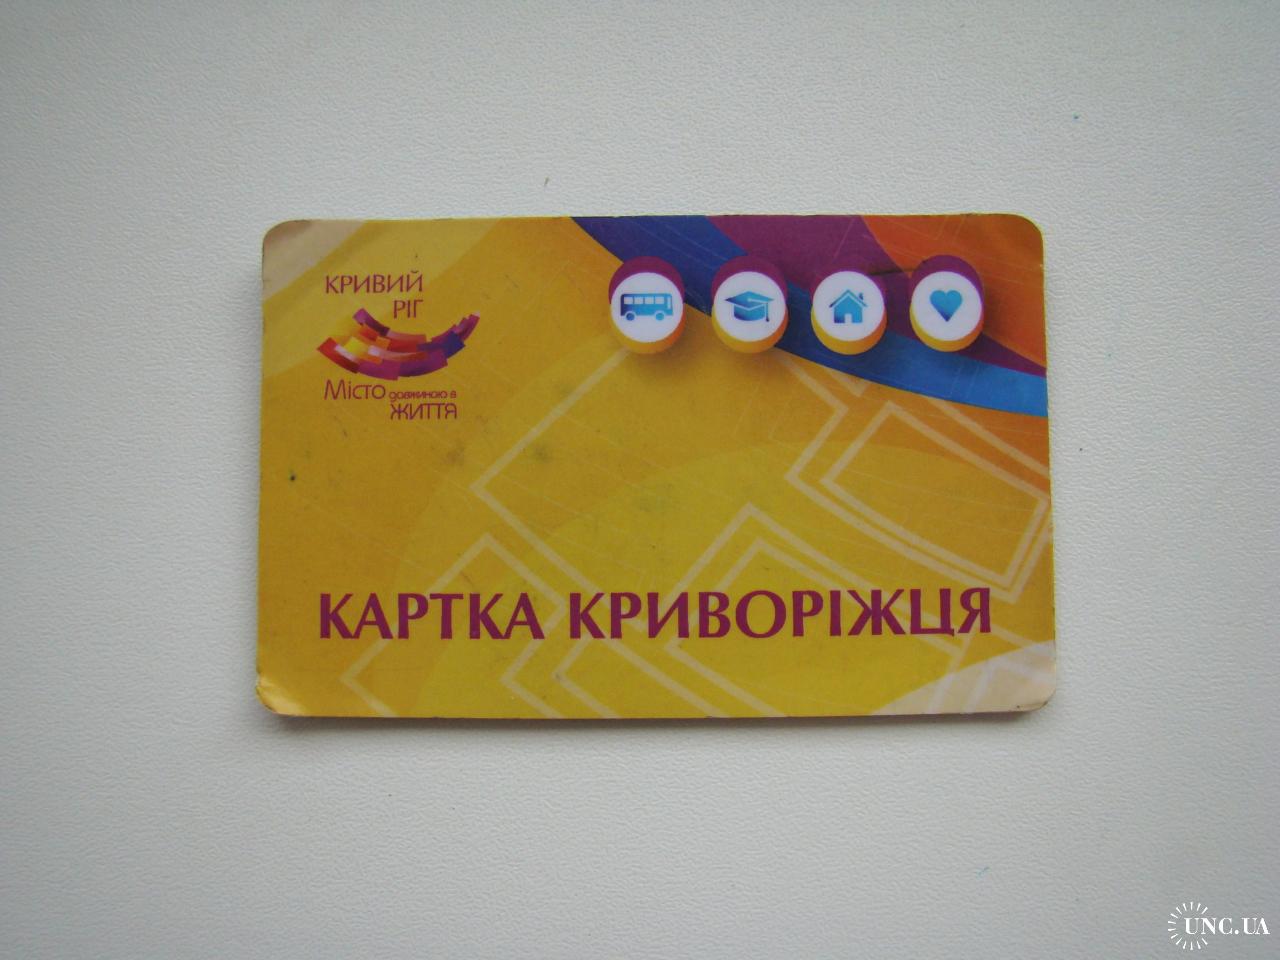 КРИВИЙ
РІГ
Місто довжиною в
ЖИТТЯ
КАРТКА КРИВОРІЖЦЯ
UNC.UA